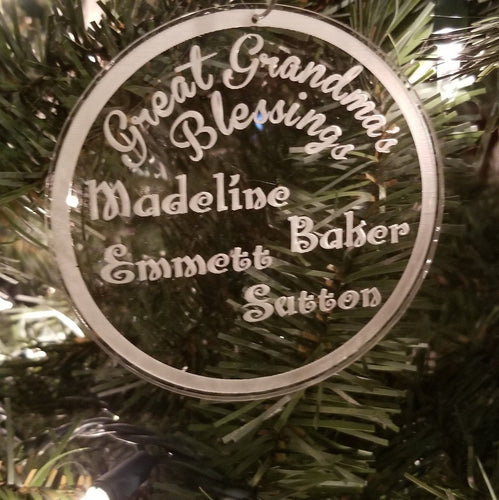 Great Grandma's
Blessings
Madeline
Baker
Emmett
Sutton